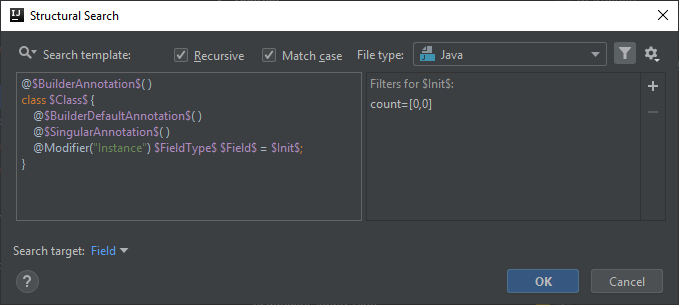 Structural Search
Search template:
Recursive
Match case
File type:
Java
@$BuilderAnnotation$( )
class $Class$ {
@$BuilderDefaultAnnotation$( )
@$SingularAnnotation$( )
@Modifier("Instance") $FieldType$ $Field$ = $Init$;
}
Filters for $Init$:
count=[0,0]
Search target: Field
?
OK
Cancel